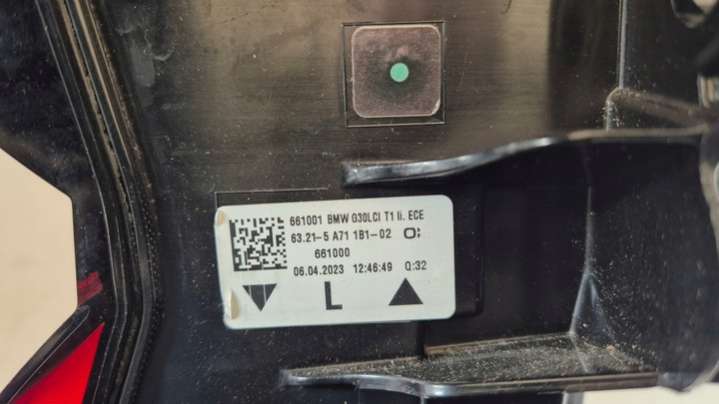 661001 BMW G30LCI T1 li. ECE
63.21-5 A71 1B1-02
661000
06.04.2023 12:46:49 Q:32
L